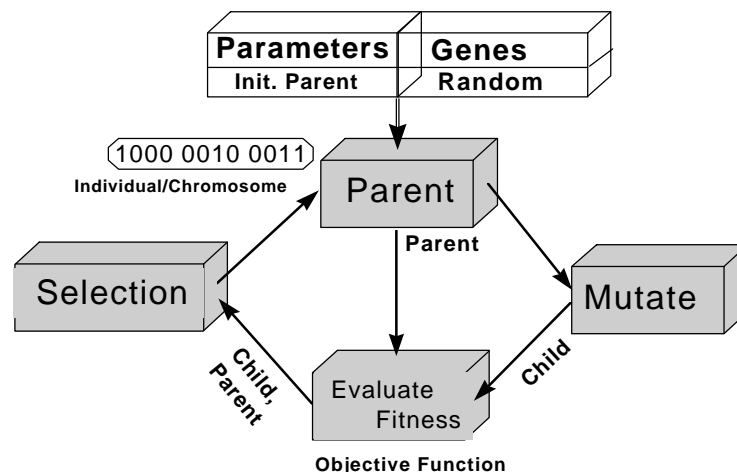 Parameters Genes
Init. Parent Random
1000 0010 0011
Individual/Chromosome
Parent
Parent
Selection
Mutate
Child,
Parent
Evaluate
Fitness
Child
Objective Function